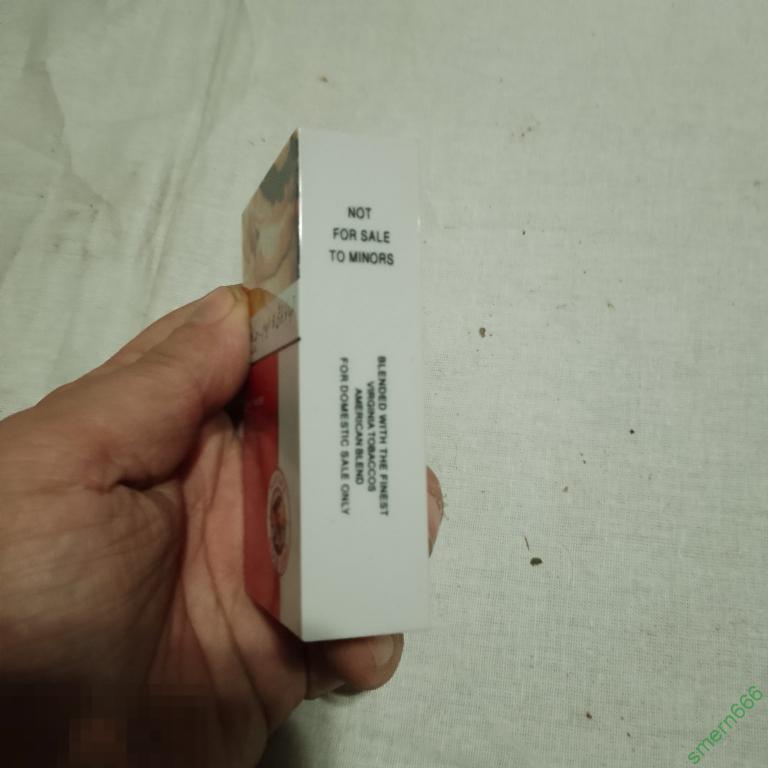 NOT
FOR SALE
TO MINORS
BLENDED WITH THE FINEST
VIRGINIA TOBACCOS
AMERICAN BLEND
FOR DOMESTIC SALE ONLY
smern666